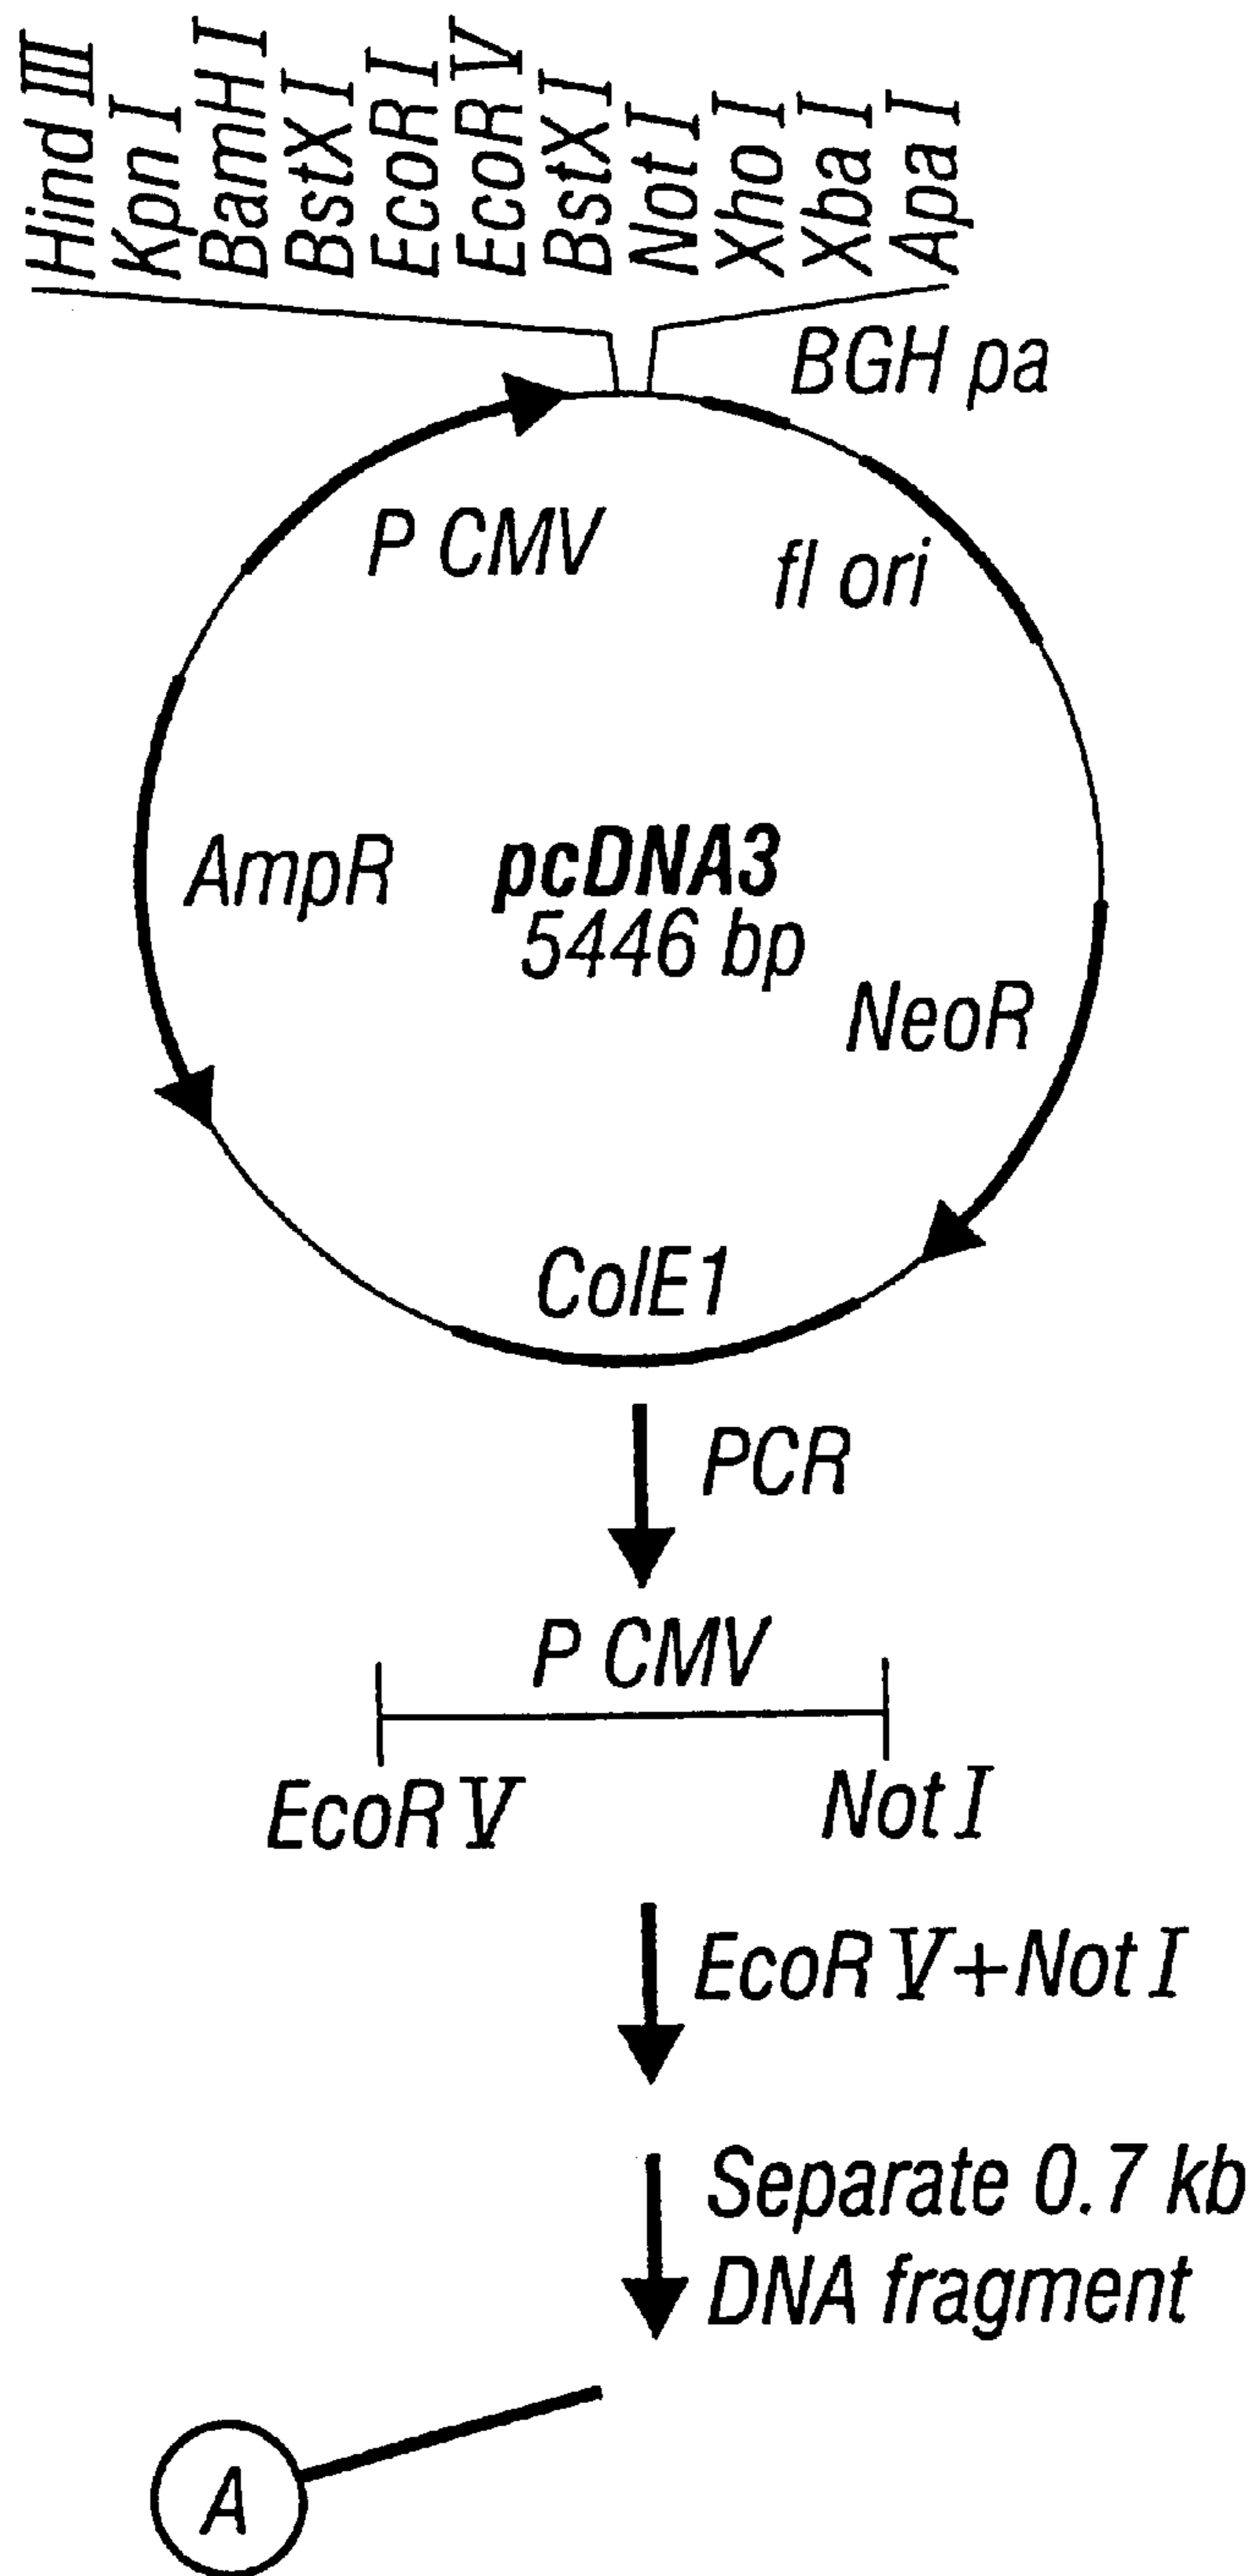 Hind III
Kpn I
BamH I
BstX I
EcoR I
EcoR V
BstX I
Not I
Xho I
Xba I
Apa I
BGH pa
P CMV
fI ori
AmpR
pcDNA3
5446 bp
NeoR
ColE1
PCR
P CMV
EcoR V
Not I
EcoR V+Not I
Separate 0.7 kb
DNA fragment
A